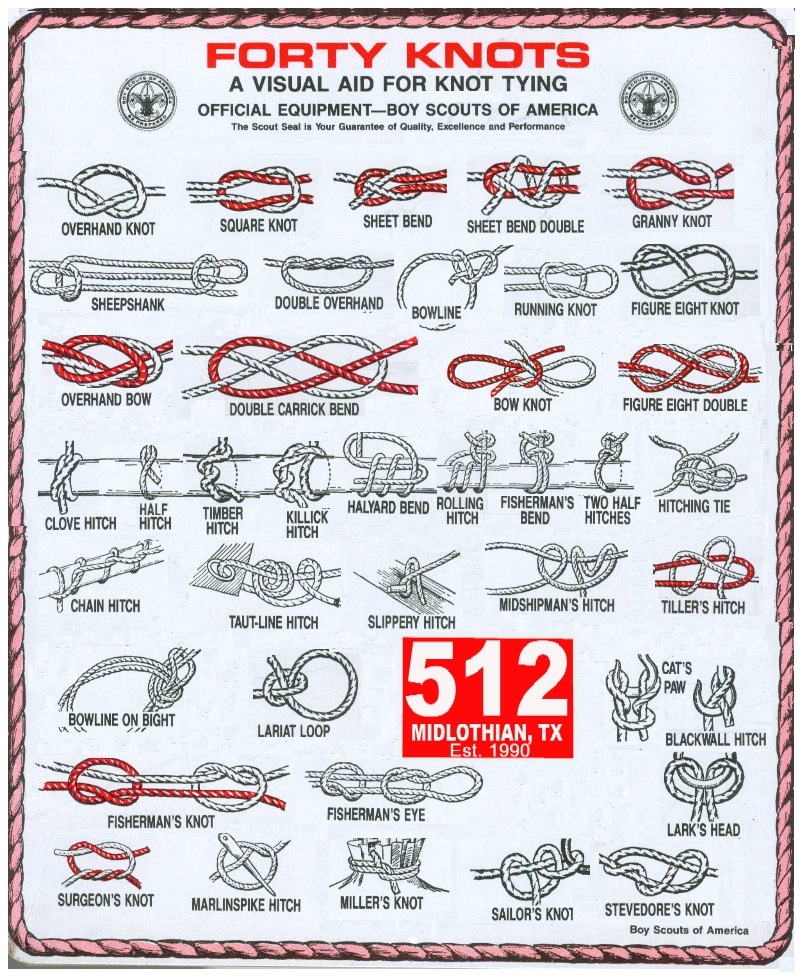 FORTY KNOTS
A VISUAL AID FOR KNOT TYING
OFFICIAL EQUIPMENT—BOY SCOUTS OF AMERICA
The Scout Seal is Your Guarantee of Quality, Excellence and Performance
BOY SCOUTS OF AMERICA
BE PREPARED
BOY SCOUTS OF AMERICA
BE PREPARED
OVERHAND KNOT
SQUARE KNOT
SHEET BEND
SHEET BEND DOUBLE
GRANNY KNOT
SHEEPSHANK
DOUBLE OVERHAND
BOWLINE
RUNNING KNOT
FIGURE EIGHT KNOT
OVERHAND BOW
DOUBLE CARRICK BEND
BOW KNOT
FIGURE EIGHT DOUBLE
CLOVE HITCH
HALF
HITCH
TIMBER
HITCH
KILLICK
HITCH
HALYARD BEND
ROLLING
HITCH
FISHERMAN'S
BEND
TWO HALF
HITCHES
HITCHING TIE
CHAIN HITCH
TAUT-LINE HITCH
SLIPPERY HITCH
MIDSHIPMAN'S HITCH
TILLER'S HITCH
BOWLINE ON BIGHT
LARIAT LOOP
512
MIDLOTHIAN, TX
Est. 1990
CAT'S
PAW
BLACKWALL HITCH
FISHERMAN'S KNOT
FISHERMAN'S EYE
LARK'S HEAD
SURGEON'S KNOT
MARLINSPIKE HITCH
MILLER'S KNOT
SAILOR'S KNOT
STEVEDORE'S KNOT
Boy Scouts of America